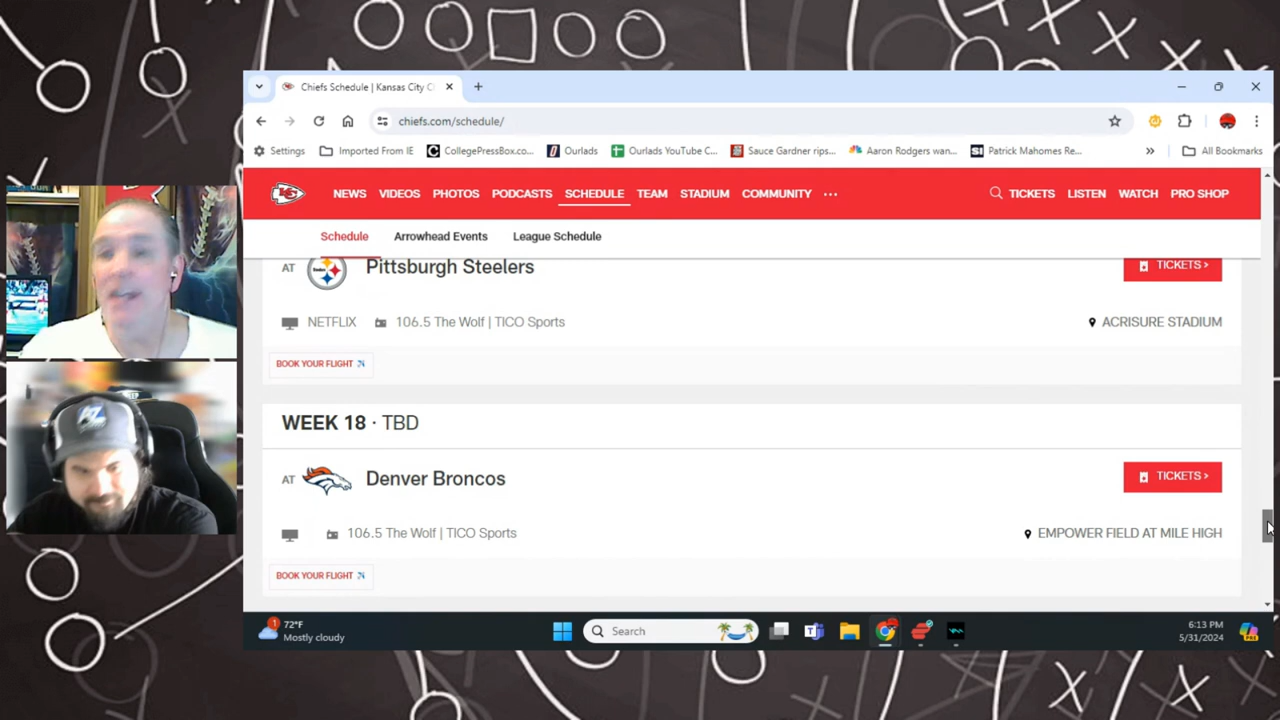 Chiefs Schedule | Kansas City C
chiefs.com/schedule/
Settings Imported From IE CollegePressBox.co... Ourlads Ourlads YouTube C... Sauce Gardner rips... Aaron Rodgers wan... Patrick Mahomes Re... » All Bookmarks
NEWS VIDEOS PHOTOS PODCASTS SCHEDULE TEAM STADIUM COMMUNITY ... TICKETS LISTEN WATCH PRO SHOP
Schedule Arrowhead Events League Schedule
AT Pittsburgh Steelers TICKETS >
NETFLIX 106.5 The Wolf | TICO Sports ACRISURE STADIUM
BOOK YOUR FLIGHT
WEEK 18 · TBD
AT Denver Broncos TICKETS >
106.5 The Wolf | TICO Sports EMPOWER FIELD AT MILE HIGH
BOOK YOUR FLIGHT
1 72°F
Mostly cloudy
Search
6:13 PM
5/31/2024